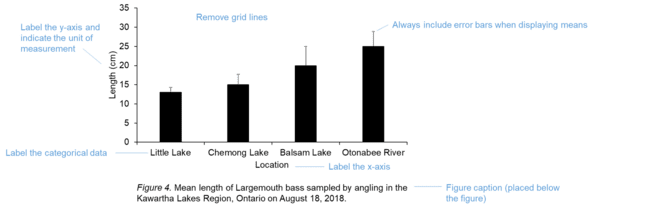 35
Label the y-axis and
indicate the unit of
measurement
Remove grid lines
Always include error bars when displaying means
30
25
20
15
10
5
0
Length (cm)
Label the categorical data
Little Lake Chemong Lake Balsam Lake Otonabee River
Location
Label the x-axis
Figure 4. Mean length of Largemouth bass sampled by angling in the
Kawartha Lakes Region, Ontario on August 18, 2018.
Figure caption (placed below
the figure)